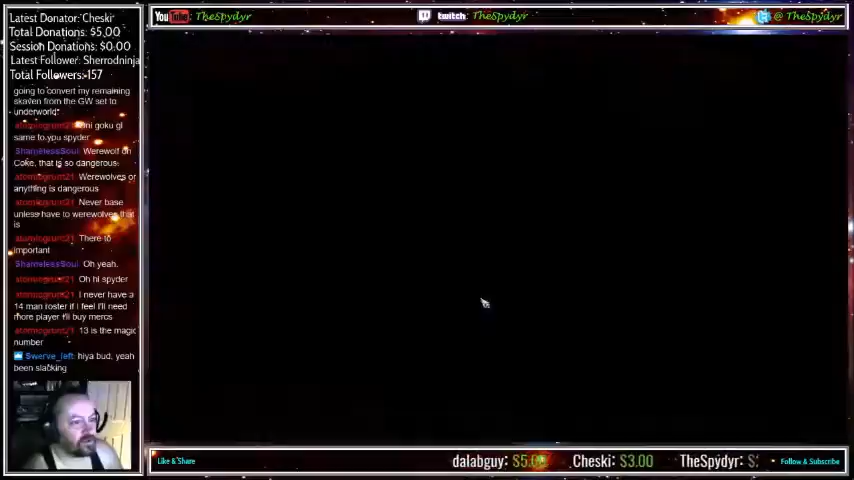 Latest Donator: Cheski
Total Donations: $5.00
Session Donations: $0.00
Latest Follower: Sherrodninja
Total Followers: 157
going to convert my remaining
skaven from the GW set to
underworld
atomicgrunt21 Omi goku gl
same to you spyder
ShamelessSoul Werewolf on
Coke, that is so dangerous.
atomicgrunt21 Werewolves or
anything is dangerous
atomicgrunt21 Never base
unless have to werewolves that
is
atomicgrunt21 There to
important
ShamelessSoul Oh yeah.
atomicgrunt21 Oh hi spyder
atomicgrunt21 I never have a
14 man roster if I feel I'll need
more player I'll buy mercs
atomicgrunt21 13 is the magic
number
Swerve_left hiya bud, yeah
been slacking
YouTube TheSpydyr
twitch TheSpydyr
@ TheSpydyr
Like & Share
dalabguy: $5.00 Cheski: $3.00 TheSpydyr:
Follow & Subscribe